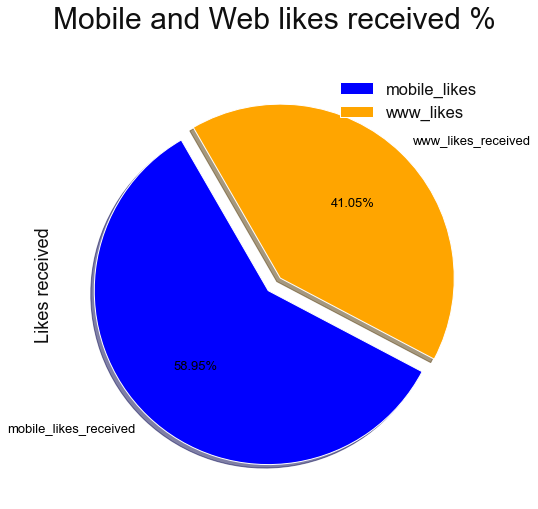 Mobile and Web likes received %
mobile_likes
www_likes
www_likes_received
41.05%
Likes received
58.95%
mobile_likes_received